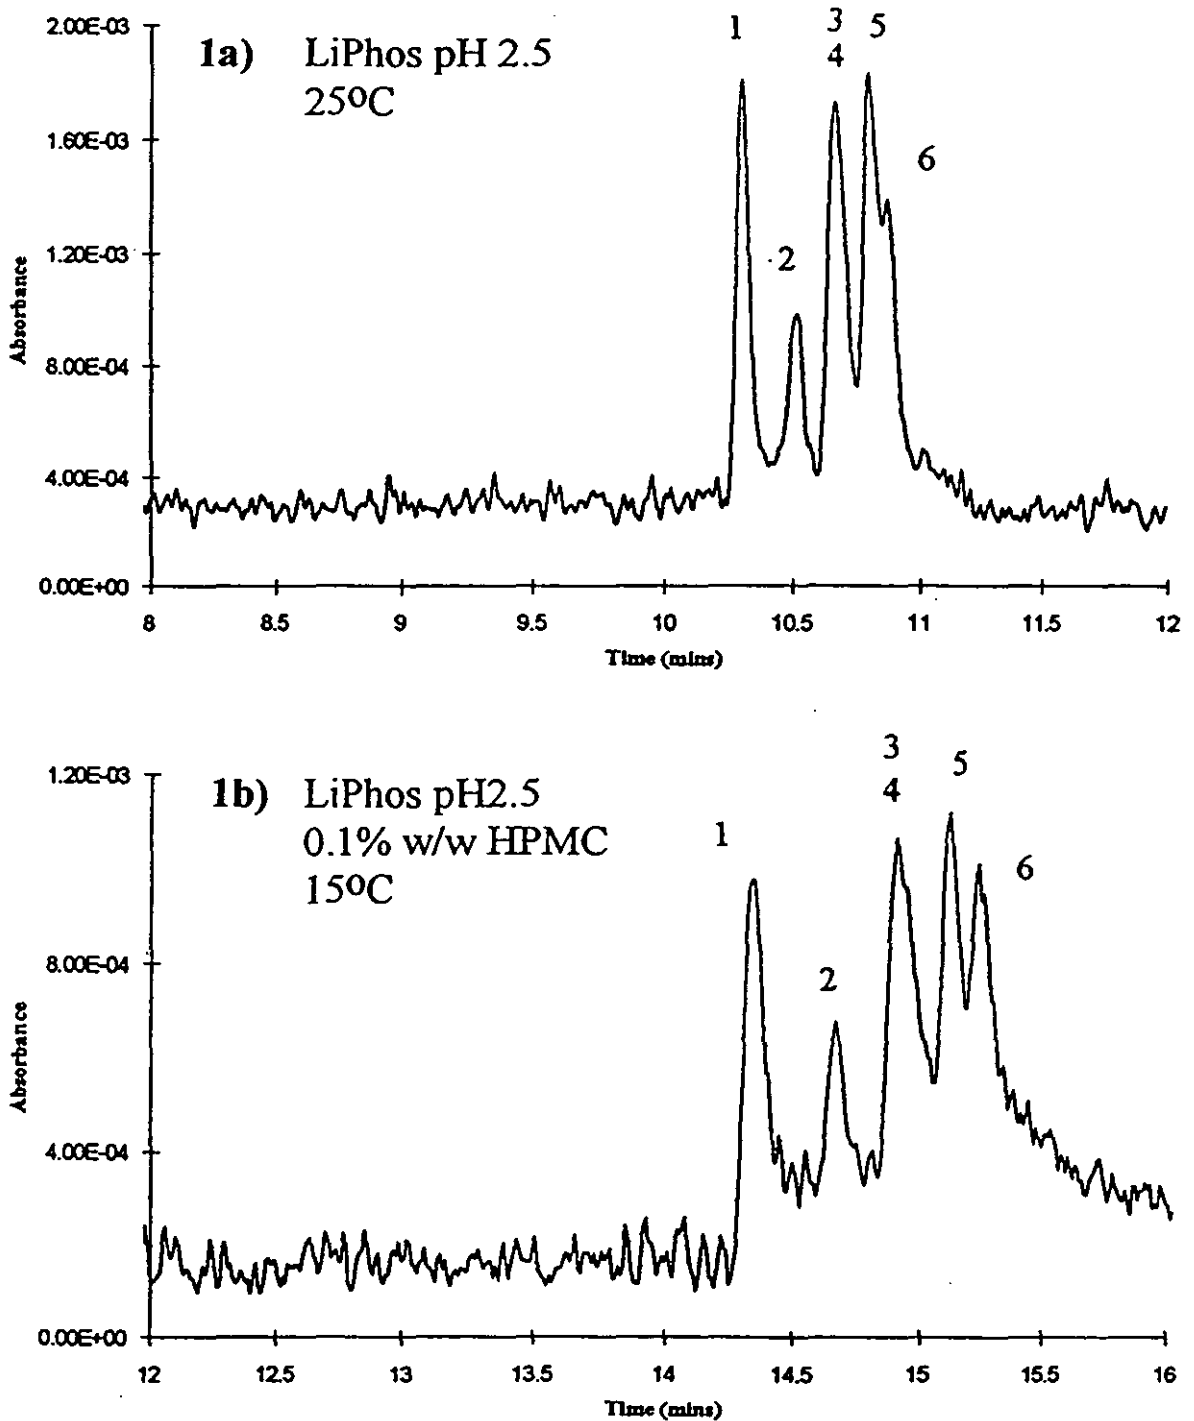 1 3 5
4
1a) LiPhos pH 2.5
25ºC
6
2
2.00E-03
1.60E-03
1.20E-03
8.00E-04
4.00E-04
0.00E+00
Absorbance
8 8.5 9 9.5 10 10.5 11 11.5 12
Time (mins)
3
4
5
1b) LiPhos pH2.5
0.1% w/w HPMC
15ºC
1
6
2
1.20E-03
8.00E-04
4.00E-04
0.00E+00
Absorbance
12 12.5 13 13.5 14 14.5 15 15.5 16
Time (mins)